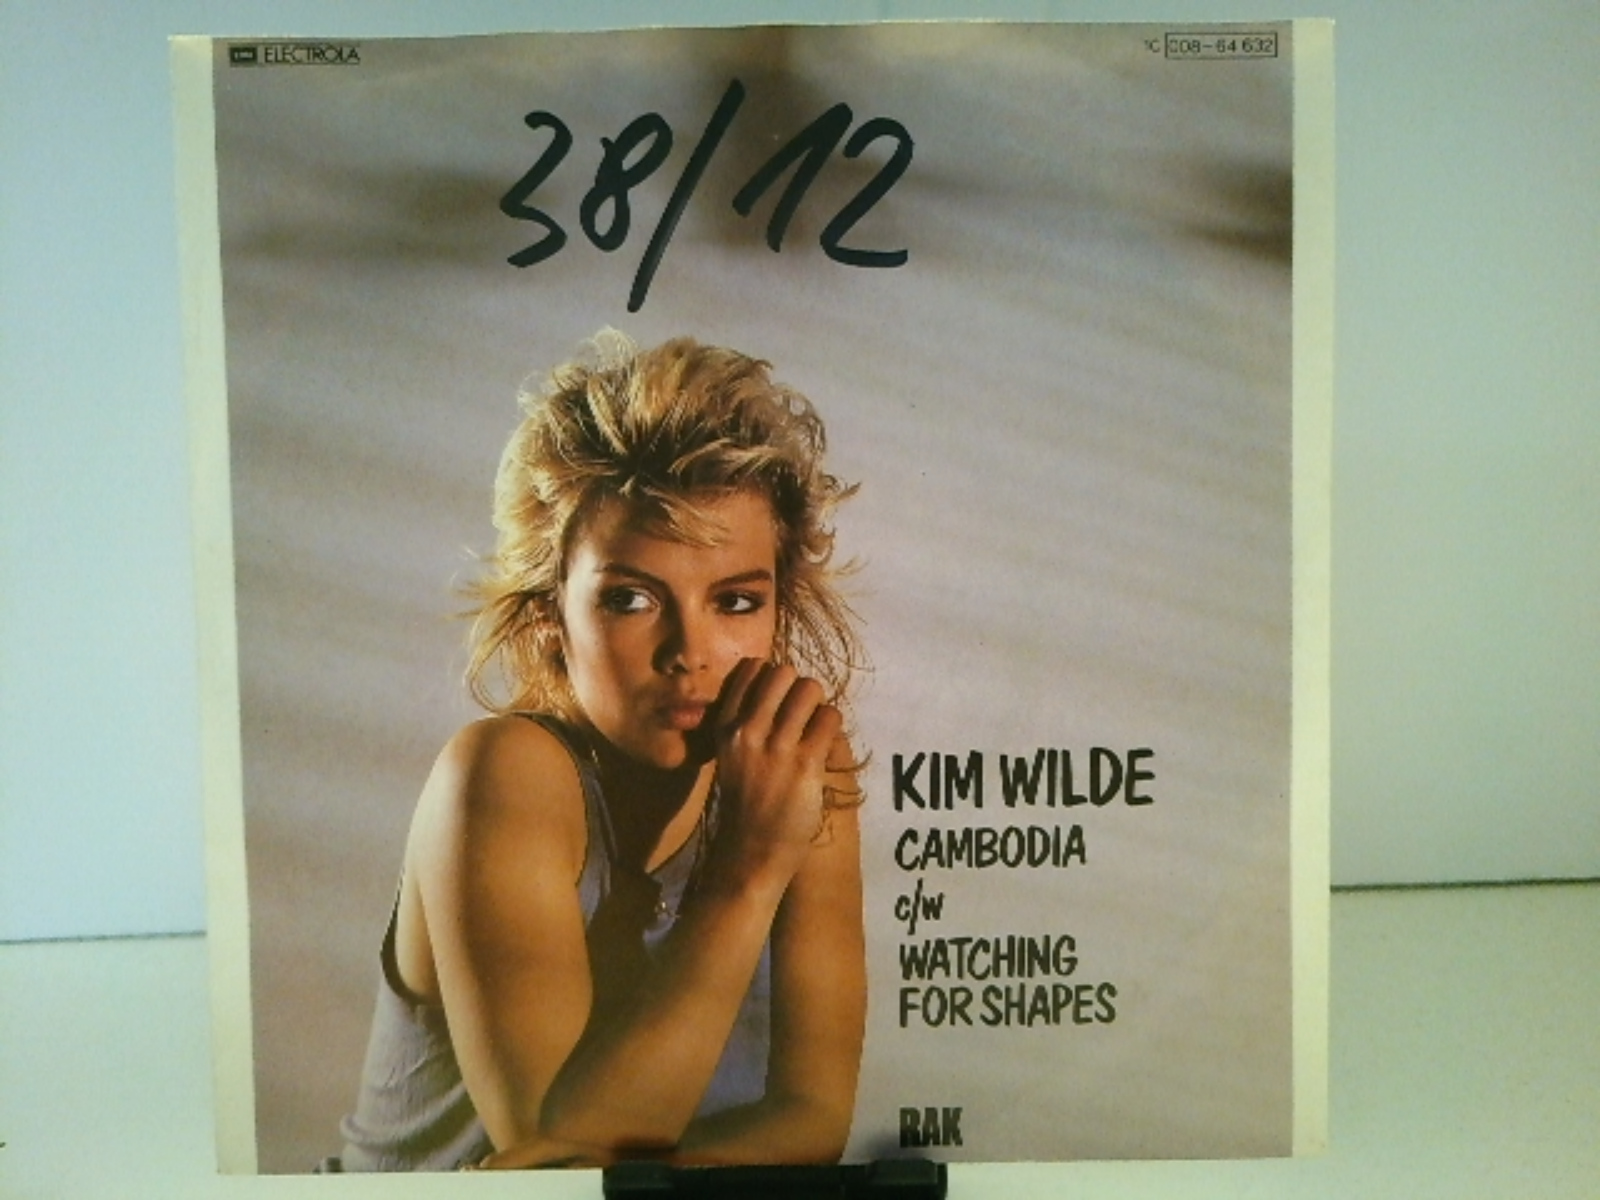 EMI ELECTROLA
1C 008-64 632
38/12
KIM WILDE
CAMBODIA
c/w
WATCHING
FOR SHAPES
RAK